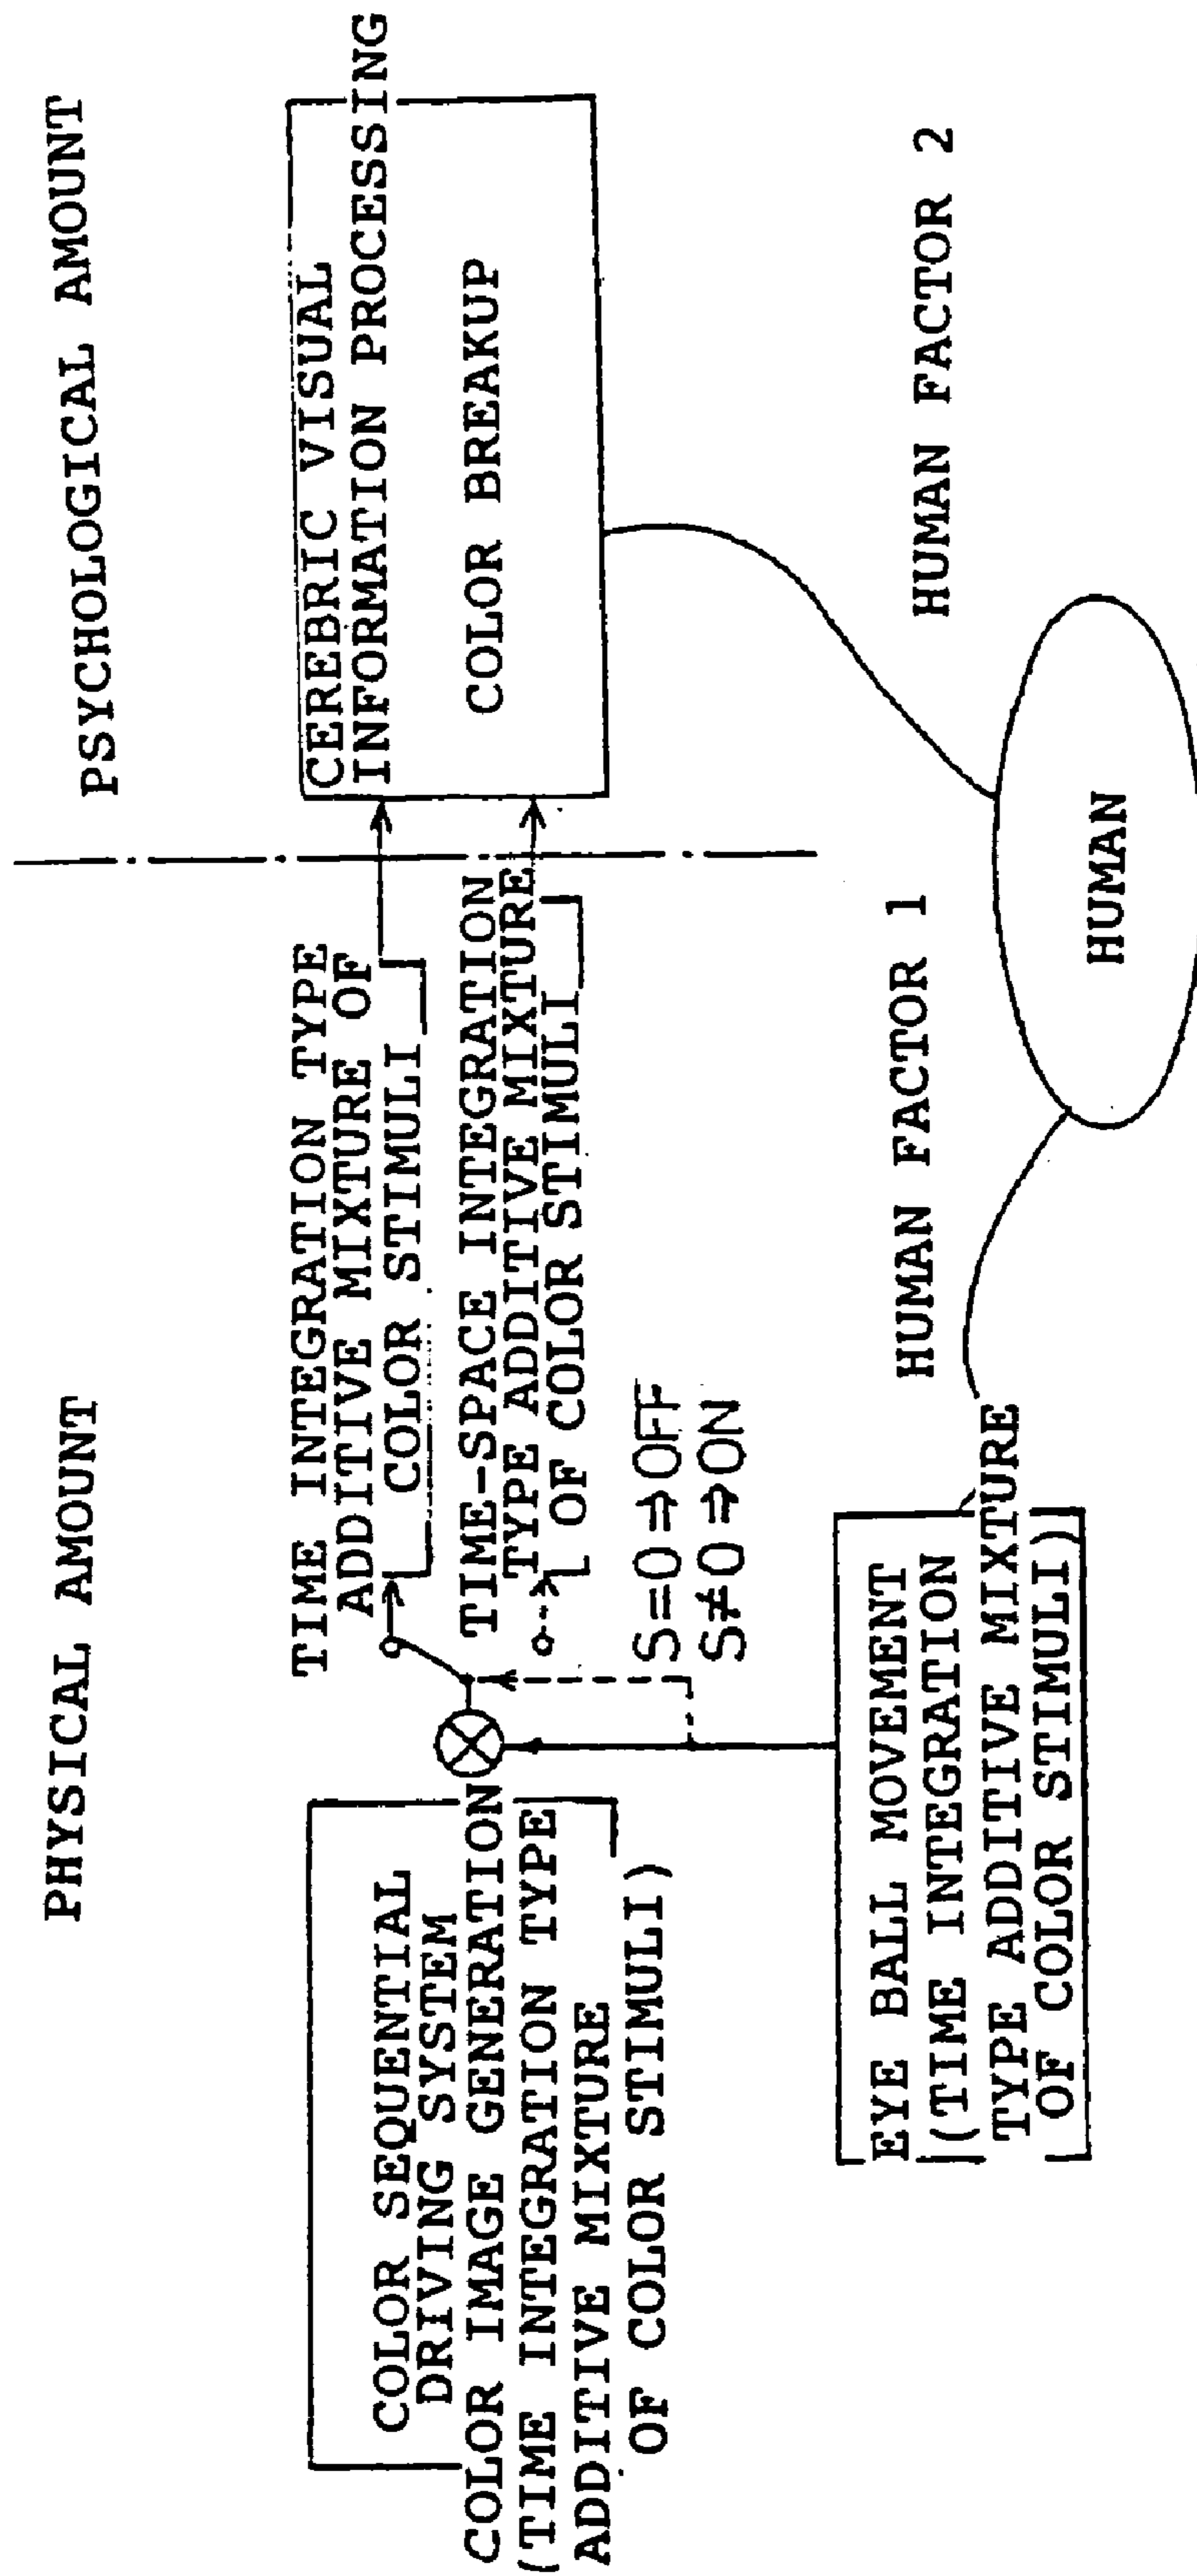 PHYSICAL AMOUNT
PSYCHOLOGICAL AMOUNT
COLOR SEQUENTIAL
DRIVING SYSTEM
COLOR IMAGE GENERATION
(TIME INTEGRATION TYPE
ADDITIVE MIXTURE
OF COLOR STIMULI)
TIME INTEGRATION TYPE
ADDITIVE MIXTURE OF
COLOR STIMULI
TIME-SPACE INTEGRATION
TYPE ADDITIVE MIXTURE
OF COLOR STIMULI
S=0⇒OFF
S≠0⇒ON
CEREBRIC VISUAL
INFORMATION PROCESSING
COLOR BREAKUP
EYE BALL MOVEMENT
(TIME INTEGRATION
TYPE ADDITIVE MIXTURE
OF COLOR STIMULI)
HUMAN FACTOR 1
HUMAN FACTOR 2
HUMAN